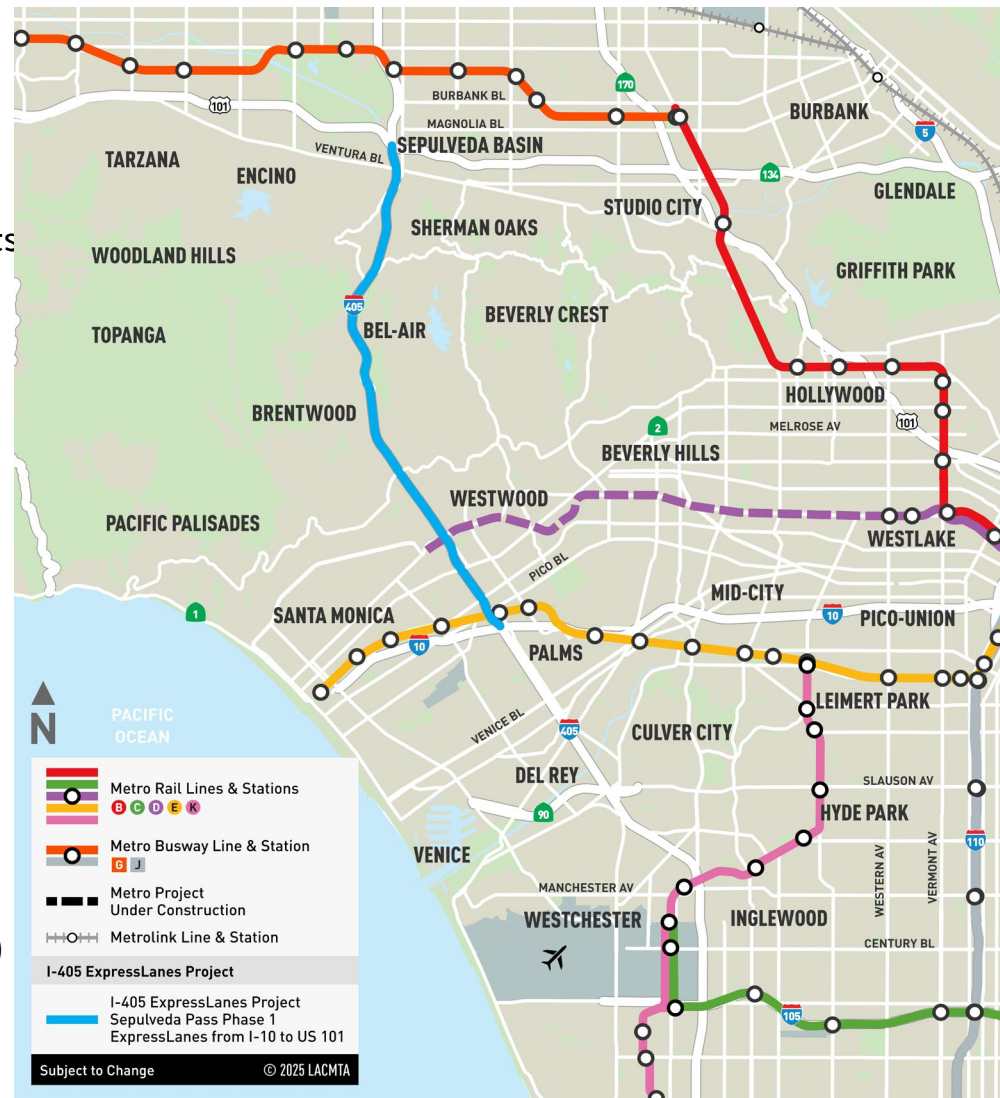 170
101
BURBANK BL
BURBANK
MAGNOLIA BL
5
SEPULVEDA BASIN
VENTURA BL
TARZANA
134
ENCINO
GLENDALE
STUDIO CITY
SHERMAN OAKS
ts
WOODLAND HILLS
GRIFFITH PARK
405
BEVERLY CREST
TOPANGA
BEL-AIR
HOLLYWOOD
BRENTWOOD
101
2
MELROSE AV
BEVERLY HILLS
WESTWOOD
PACIFIC PALISADES
WESTLAKE
PICO BL
MID-CITY
1
SANTA MONICA
10
PICO-UNION
10
PALMS
LEIMERT PARK
N
PACIFIC
OCEAN
VENICE BL
405
CULVER CITY
DEL REY
SLAUSON AV
90
HYDE PARK
110
VENICE
WESTERN AV
VERMONT AV
MANCHESTER AV
WESTCHESTER
INGLEWOOD
CENTURY BL
105
Metro Rail Lines & Stations
B C D E K
Metro Busway Line & Station
G J
Metro Project
Under Construction
Metrolink Line & Station
)
I-405 ExpressLanes Project
I-405 ExpressLanes Project
Sepulveda Pass Phase 1
ExpressLanes from I-10 to US 101
Subject to Change © 2025 LACMTA